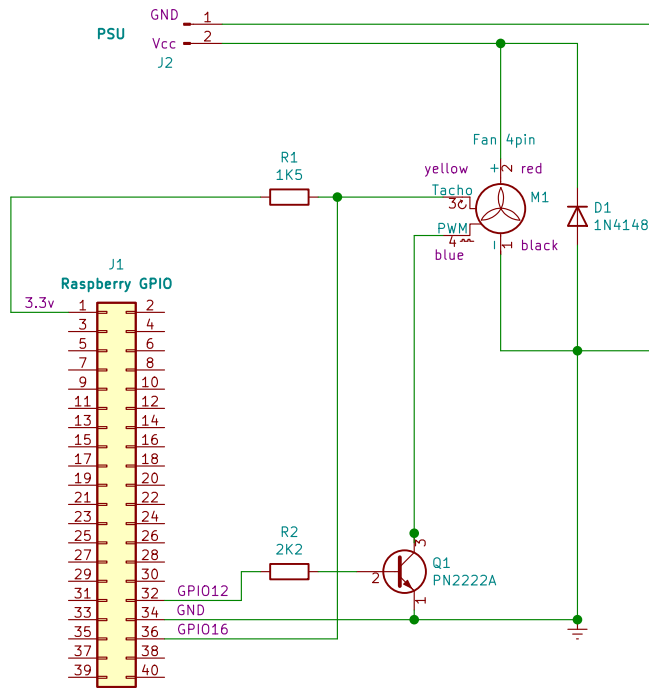 GND 1
PSU
Vcc 2
J2
Fan 4pin
R1
1K5
yellow + 2 red
Tacho
3
M1
D1
1N4148
PWM
4
- 1 black
blue
J1
Raspberry GPIO
3.3v
1 2
3 4
5 6
7 8
9 10
11 12
13 14
15 16
17 18
19 20
21 22
23 24
25 26
27 28
29 30
31 32 GPIO12
33 34 GND
35 36 GPIO16
37 38
39 40
R2
2K2
3
Q1
2
PN2222A
1